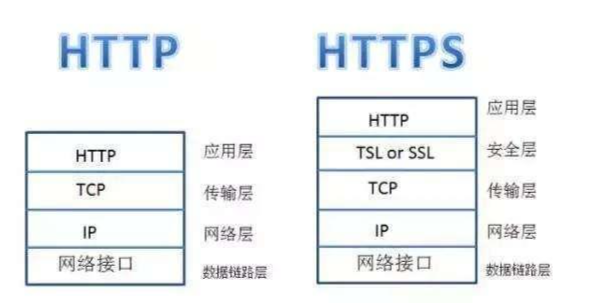 HTTP
HTTP 应用层
TCP 传输层
IP 网络层
网络接口 数据链路层
HTTPS
HTTP 应用层
TSL or SSL 安全层
TCP 传输层
IP 网络层
网络接口 数据链路层